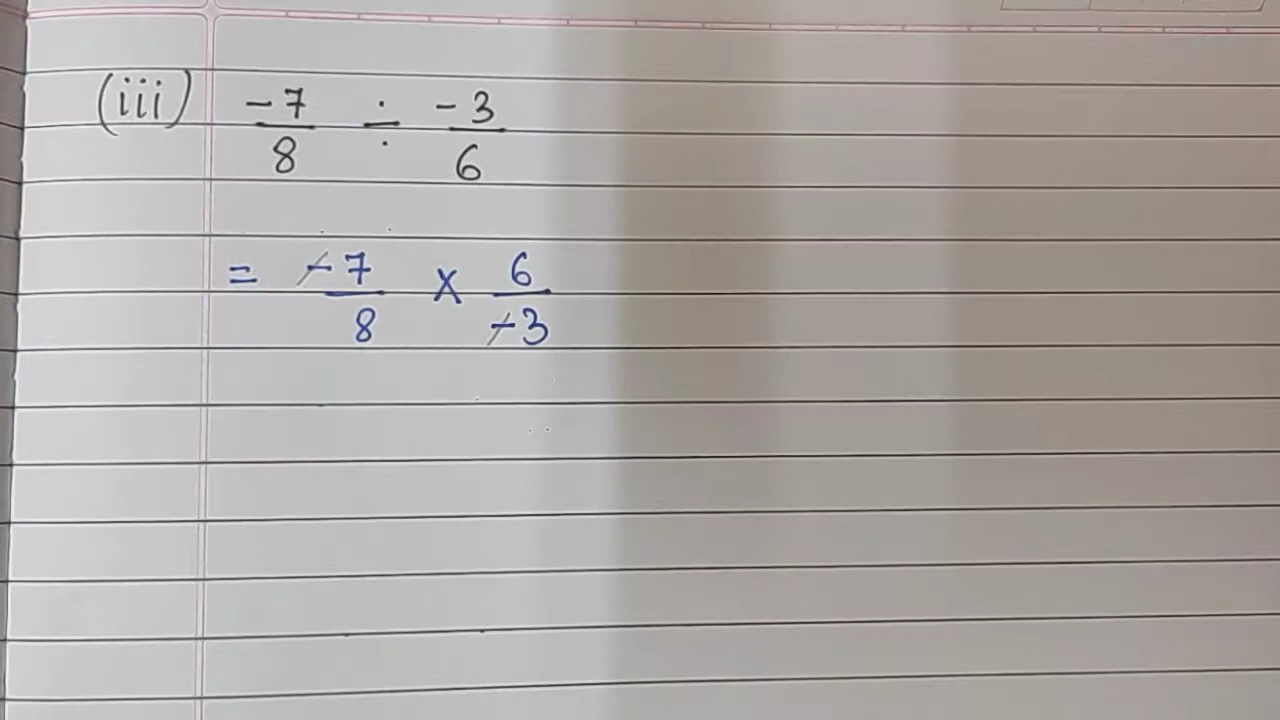 (iii) -7/8 ÷ -3/6
= -7/8 × 6/-3